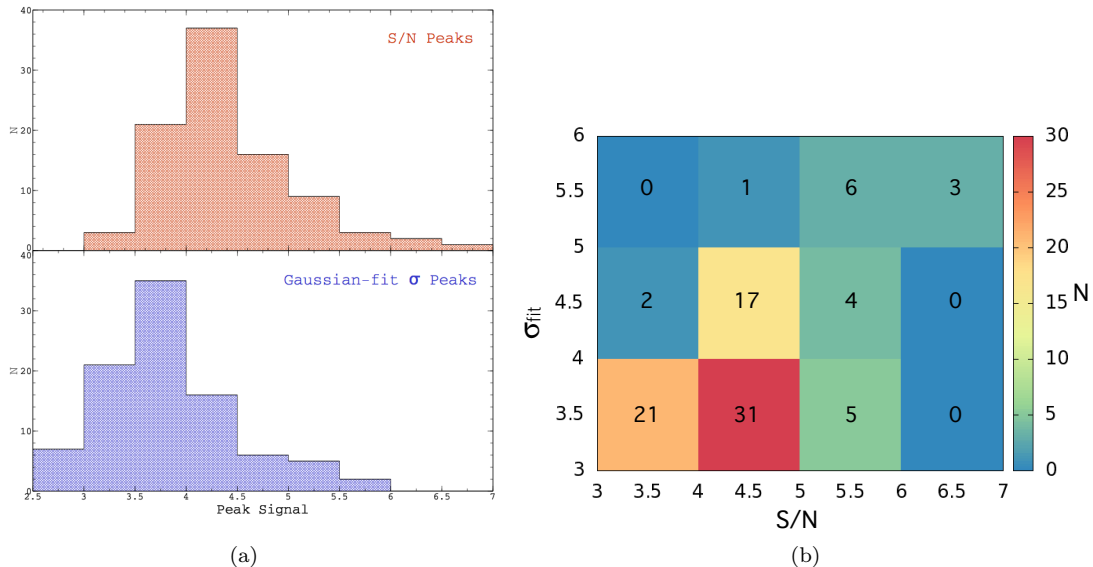 40
30
20
10
0
N
S/N Peaks
40
30
20
10
0
N
Gaussian-fit σ Peaks
2.5 3 3.5 4 4.5 5 5.5 6 6.5 7
Peak Signal
(a)
6
5.5
5
4.5
4
3.5
3
σfit
0 1 6 3
2 17 4 0
21 31 5 0
3 3.5 4 4.5 5 5.5 6 6.5 7
S/N
30
25
20
15
10
5
0
N
(b)